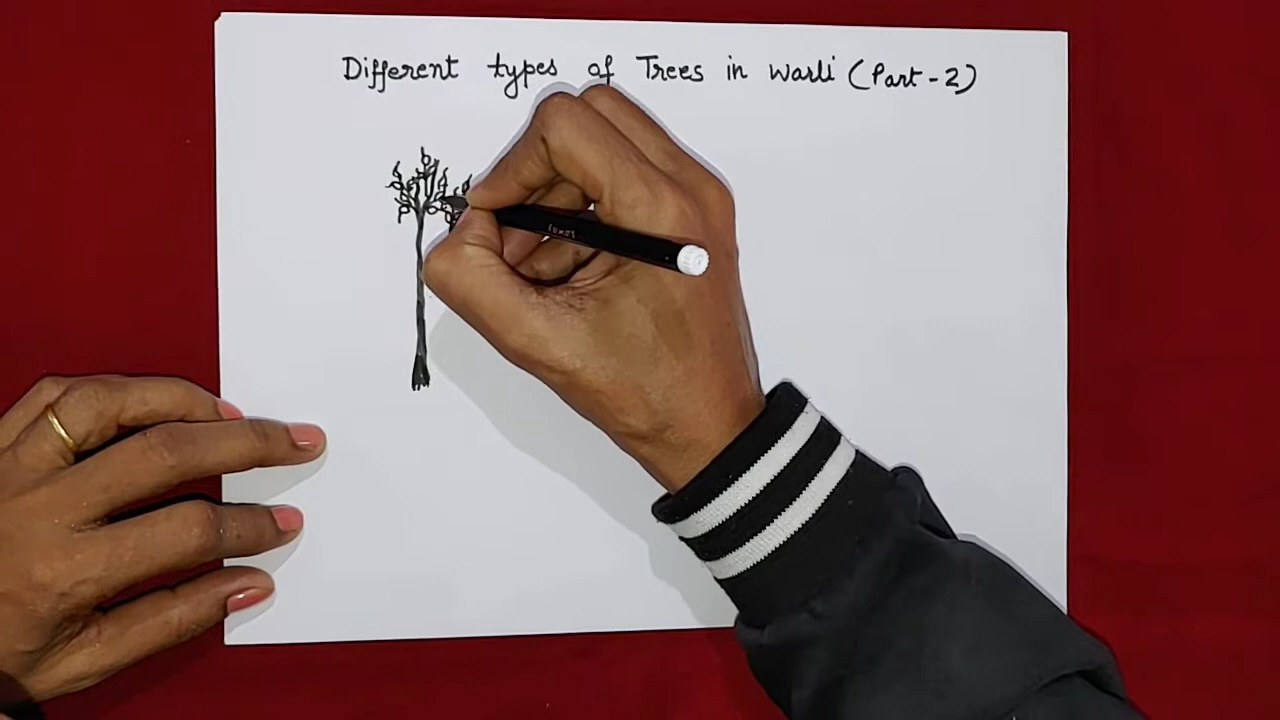 Different types of Trees in Warli (Part-2)